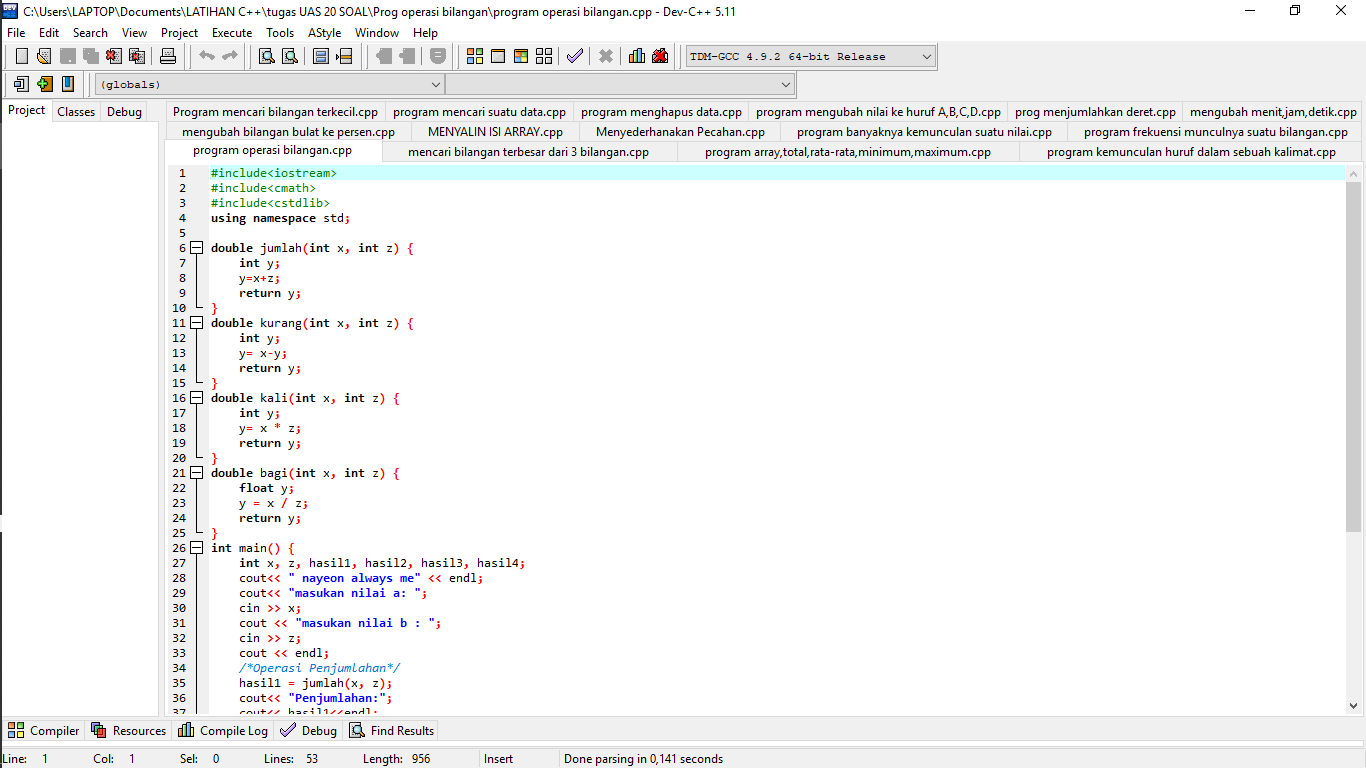 C:\Users\LAPTOP\Documents\LATIHAN C++\tugas UAS 20 SOAL\Prog operasi bilangan\program operasi bilangan.cpp - Dev-C++ 5.11
File Edit Search View Project Execute Tools AStyle Window Help
TDM-GCC 4.9.2 64-bit Release
(globals)
Project Classes Debug
Program mencari bilangan terkecil.cpp program mencari suatu data.cpp program menghapus data.cpp program mengubah nilai ke huruf A,B,C,D.cpp prog menjumlahkan deret.cpp mengubah menit,jam,detik.cpp
mengubah bilangan bulat ke persen.cpp MENYALIN ISI ARRAY.cpp Menyederhanakan Pecahan.cpp program banyaknya kemunculan suatu nilai.cpp program frekuensi munculnya suatu bilangan.cpp
program operasi bilangan.cpp mencari bilangan terbesar dari 3 bilangan.cpp program array,total,rata-rata,minimum,maximum.cpp program kemunculan huruf dalam sebuah kalimat.cpp
1 #include<iostream>
2 #include<cmath>
3 #include<cstdlib>
4 using namespace std;
5
6 double jumlah(int x, int z) {
7 int y;
8 y=x+z;
9 return y;
10 }
11 double kurang(int x, int z) {
12 int y;
13 y= x-y;
14 return y;
15 }
16 double kali(int x, int z) {
17 int y;
18 y= x * z;
19 return y;
20 }
21 double bagi(int x, int z) {
22 float y;
23 y = x / z;
24 return y;
25 }
26 int main() {
27 int x, z, hasil1, hasil2, hasil3, hasil4;
28 cout<< " nayeon always me" << endl;
29 cout<< "masukan nilai a: ";
30 cin >> x;
31 cout << "masukan nilai b : ";
32 cin >> z;
33 cout << endl;
34 /*Operasi Penjumlahan*/
35 hasil1 = jumlah(x, z);
36 cout<< "Penjumlahan:";
37 cout<< hasil1<<endl;
Compiler Resources Compile Log Debug Find Results
Line: 1 Col: 1 Sel: 0 Lines: 53 Length: 956 Insert Done parsing in 0,141 seconds